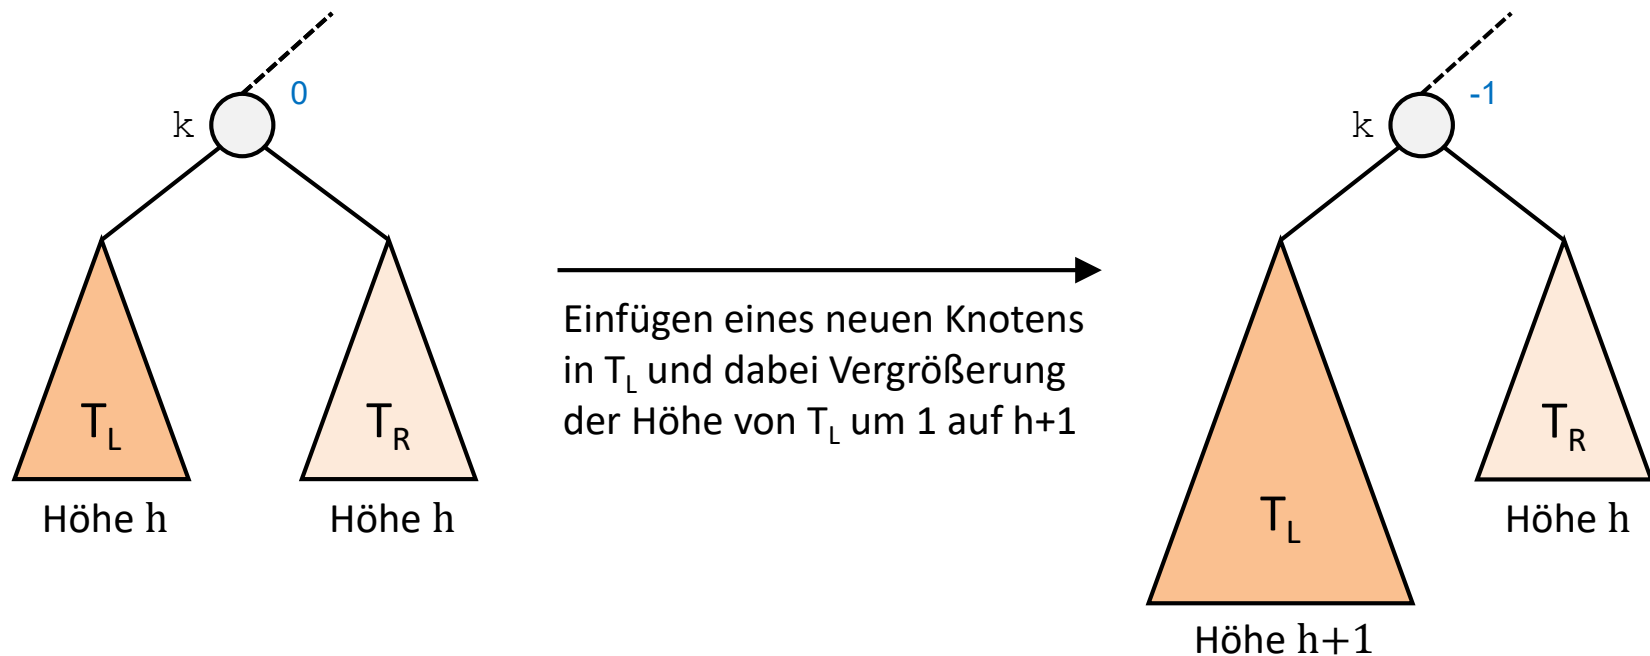 0
k
T_L
T_R
Höhe h
Höhe h
Einfügen eines neuen Knotens
in T_L und dabei Vergrößerung
der Höhe von T_L um 1 auf h+1
-1
k
T_L
T_R
Höhe h+1
Höhe h